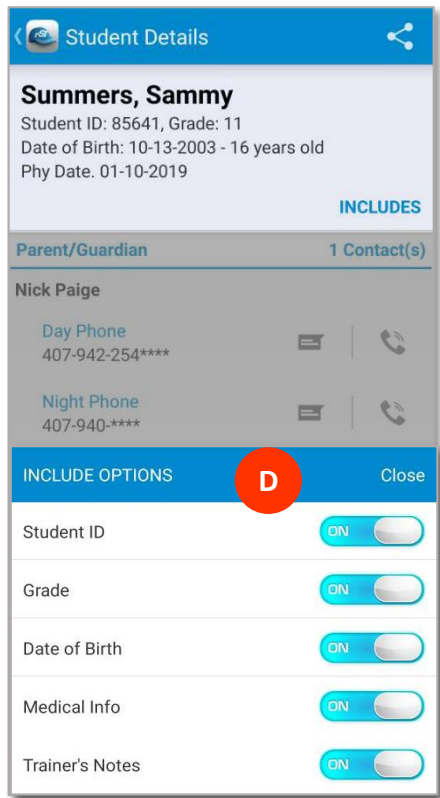 Student Details
Summers, Sammy
Student ID: 85641, Grade: 11
Date of Birth: 10-13-2003 - 16 years old
Phy Date. 01-10-2019
INCLUDES
Parent/Guardian 1 Contact(s)
Nick Paige
Day Phone
407-942-254****
Night Phone
407-940-****
INCLUDE OPTIONS D Close
Student ID ON
Grade ON
Date of Birth ON
Medical Info ON
Trainer's Notes ON